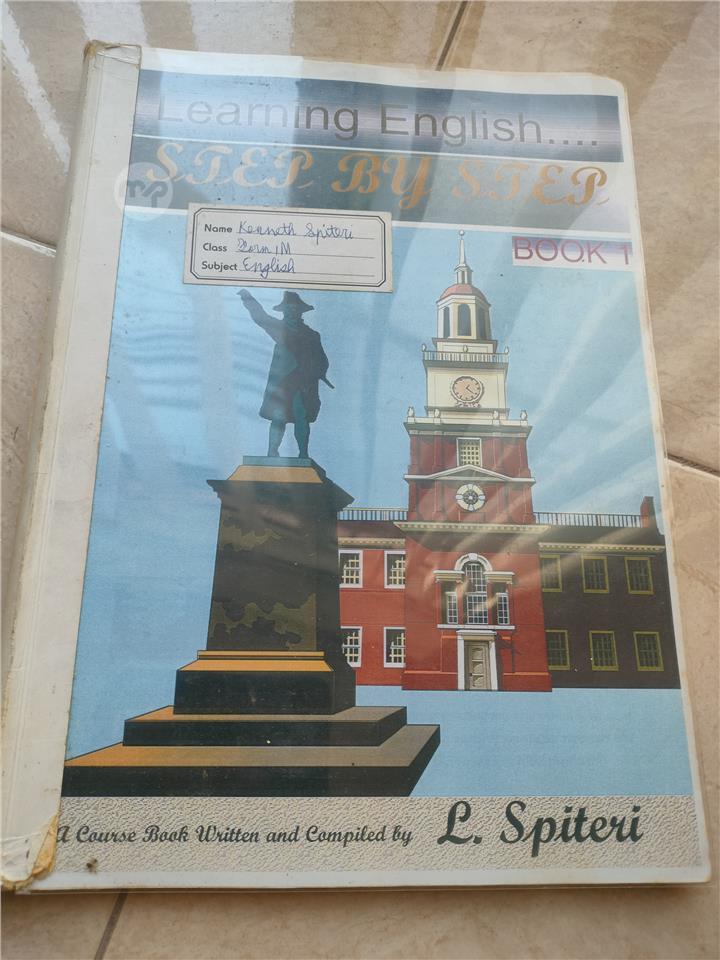 Learning English....
STEP BY STEP
BOOK 1
Name Kenneth Spiteri
Class Form 1M
Subject English
A Course Book Written and Compiled by L. Spiteri